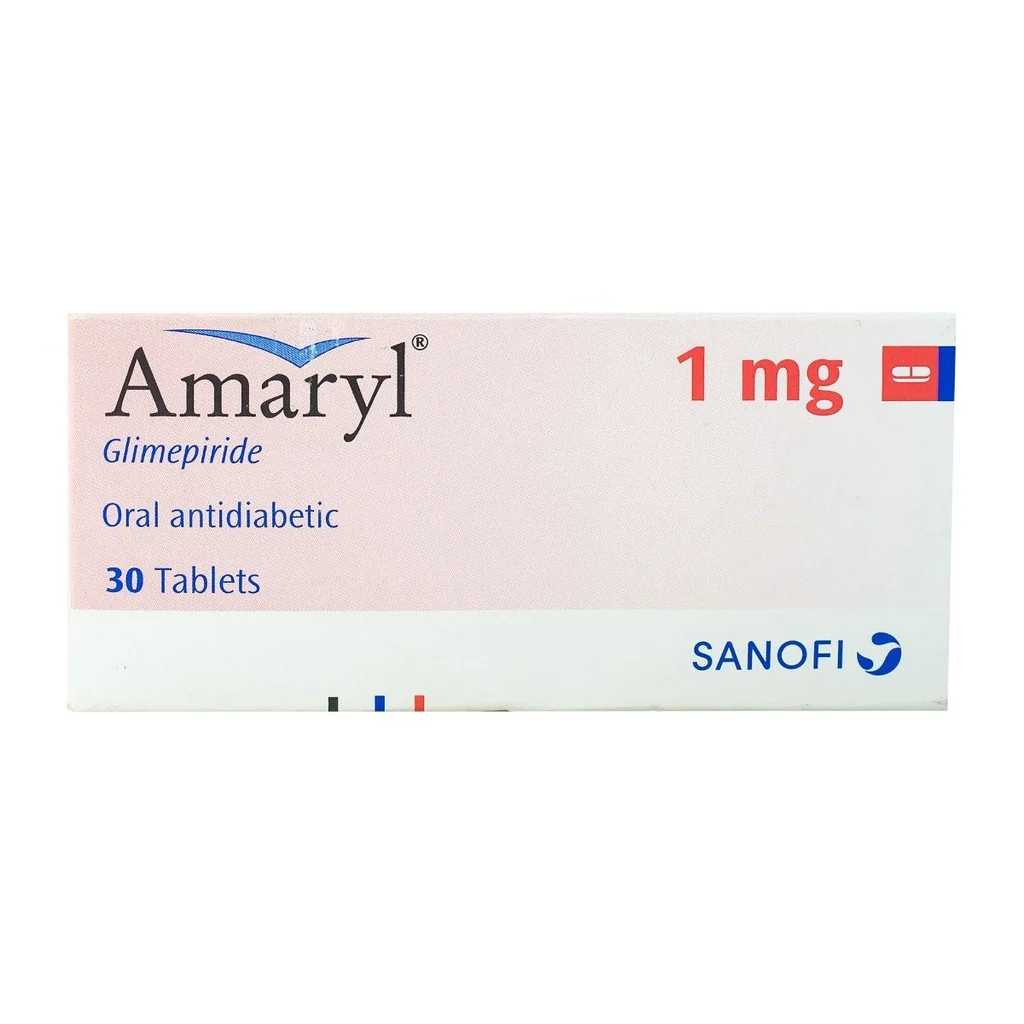 Amaryl®
1 mg
Glimepiride
Oral antidiabetic
30 Tablets
SANOFI